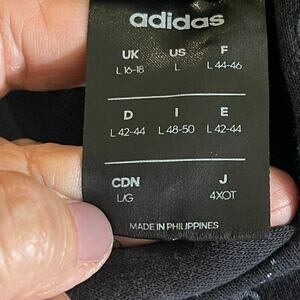 adidas
UK US F
L 16-18 L L 44-46
D I E
L 42-44 L 48-50 L 42-44
CDN J
L/G 4XOT
MADE IN PHILIPPINES